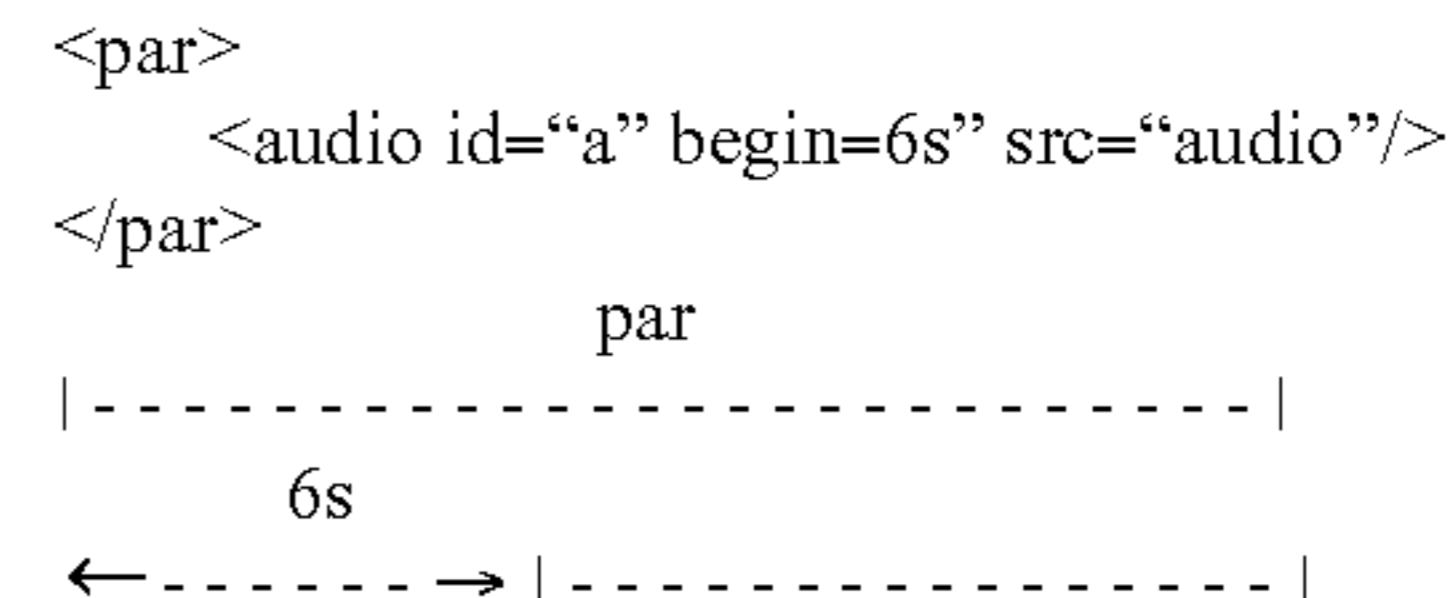 <par>
<audio id=“a” begin=6s” src=“audio”/>
</par>
par
|- - - - - - - - - - - - - - - - - - - - - - - - - -|
6s
←- - - - - -→ |- - - - - - - - - - - - - - - -|